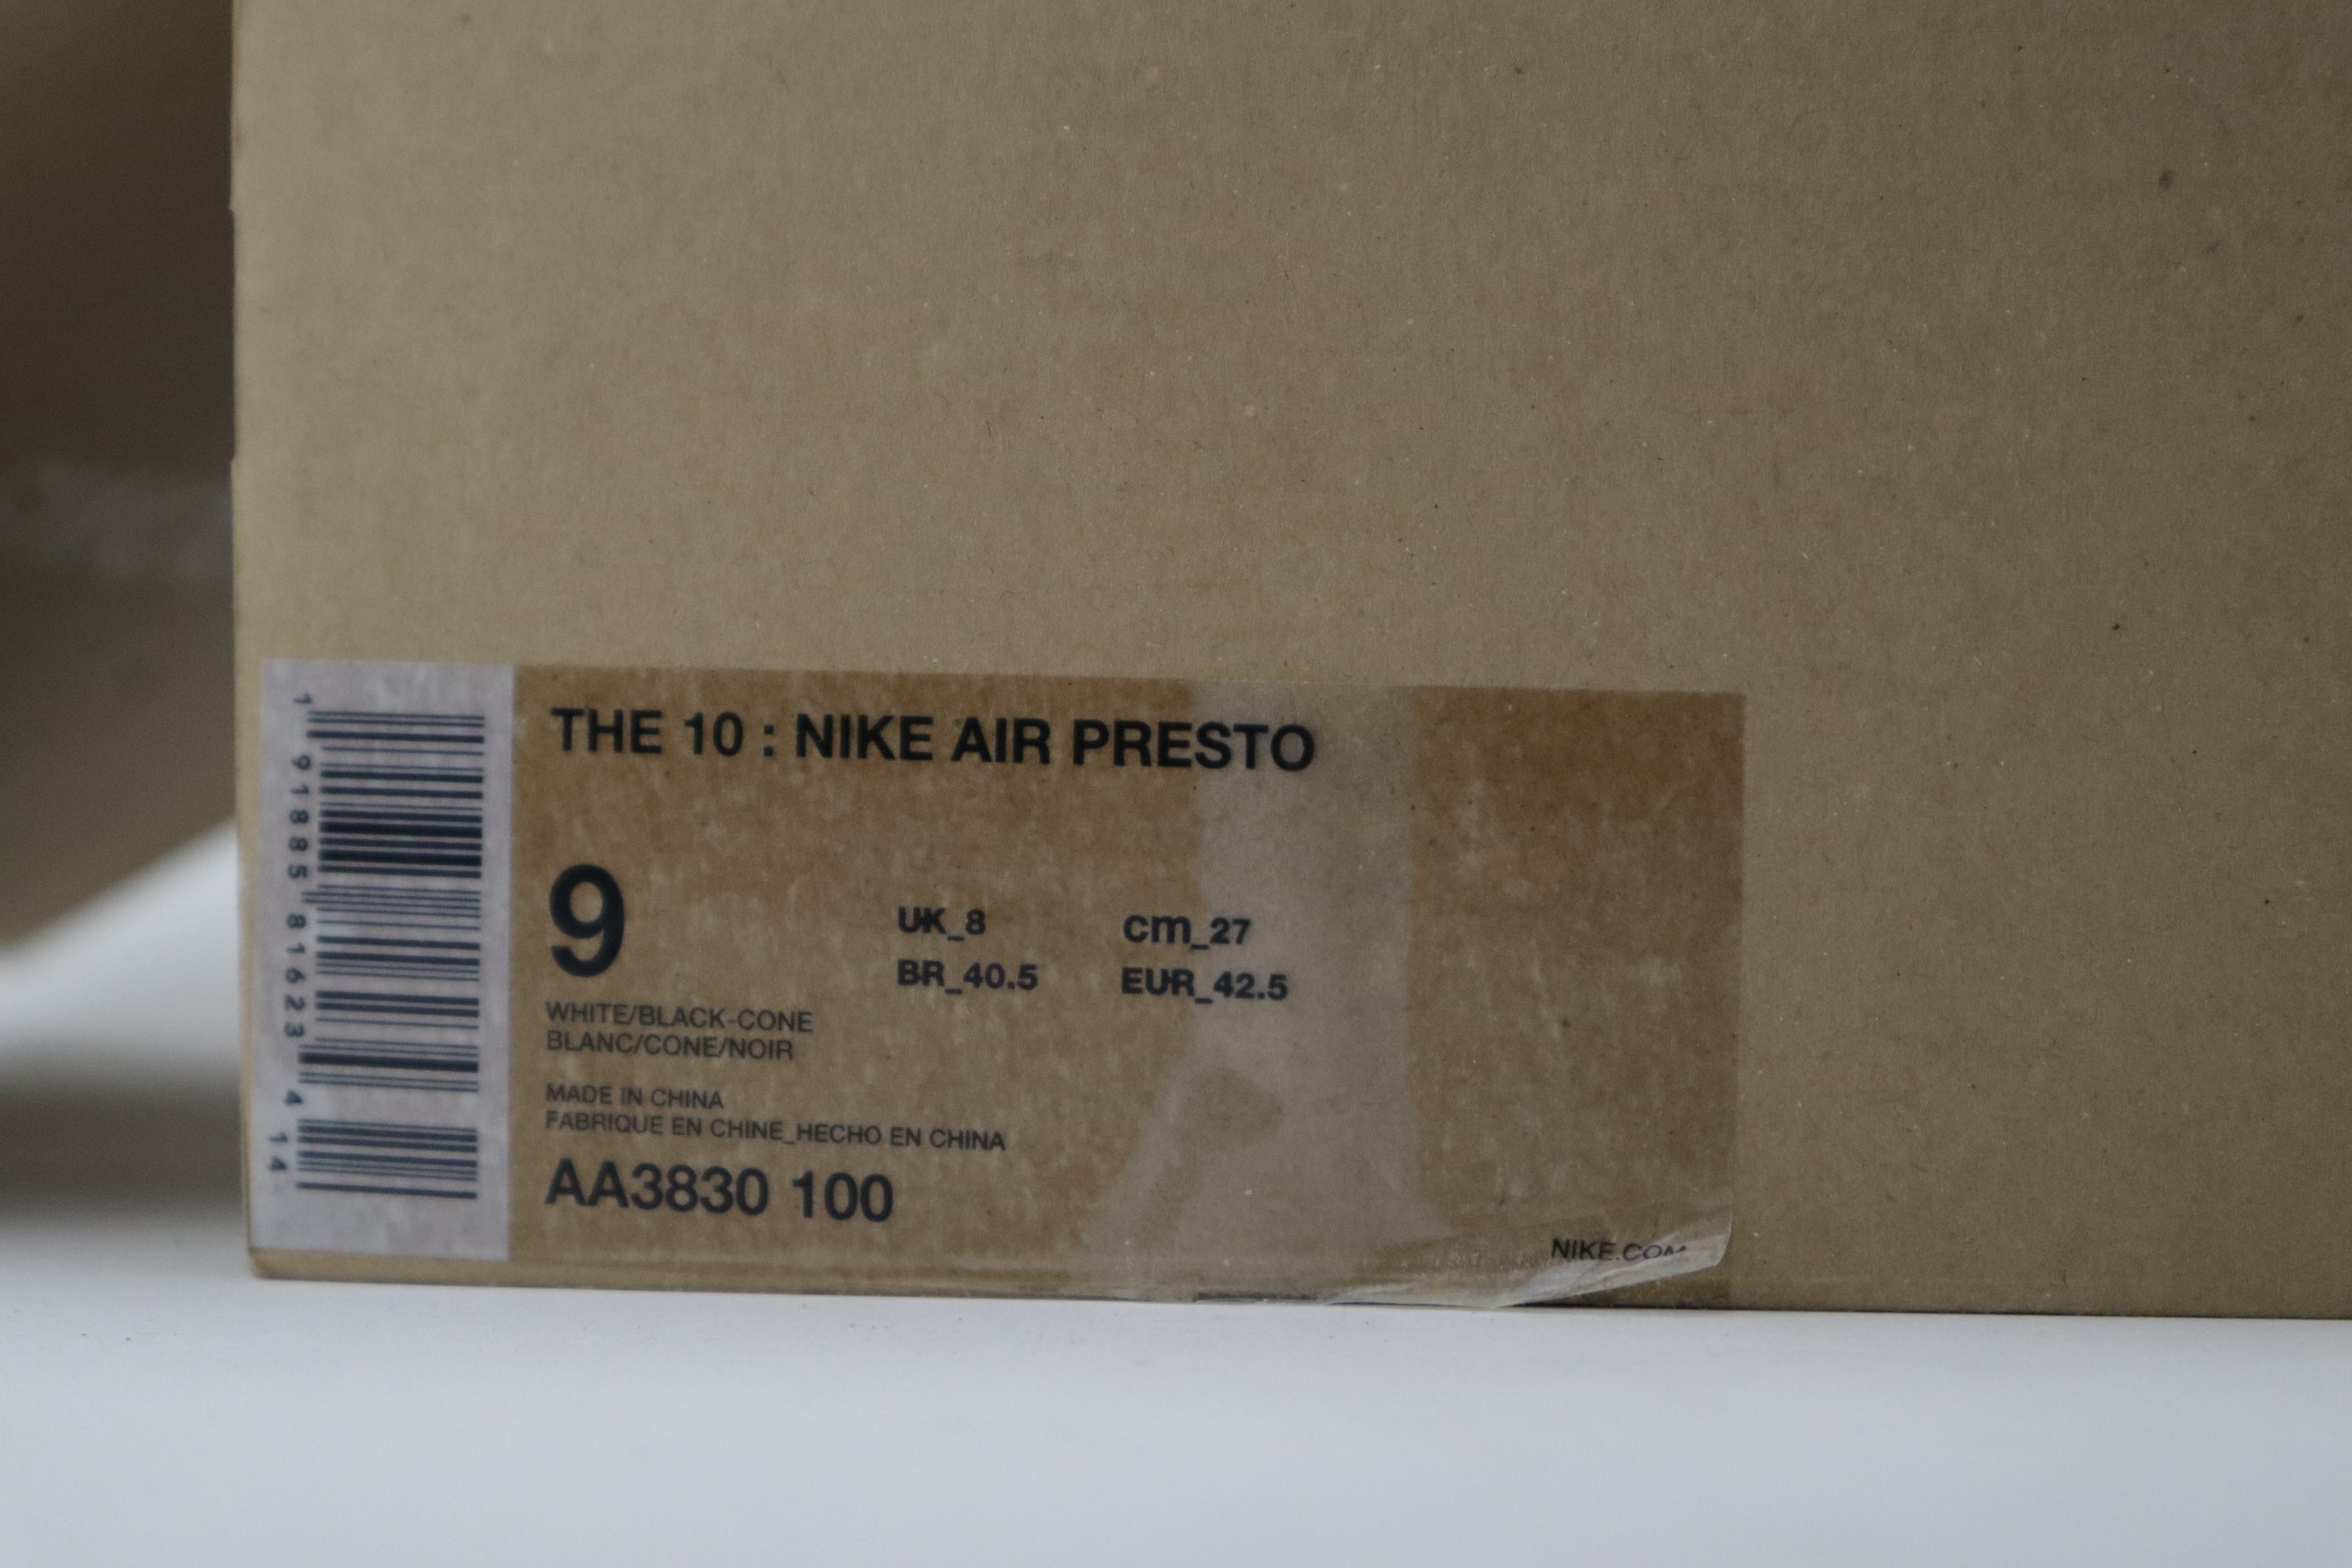 THE 10 : NIKE AIR PRESTO
9
UK_8 cm_27
BR_40.5 EUR_42.5
WHITE/BLACK-CONE
BLANC/CONE/NOIR
MADE IN CHINA
FABRIQUE EN CHINE_HECHO EN CHINA
AA3830 100
NIKE.COM
1 91885 81623 4 14